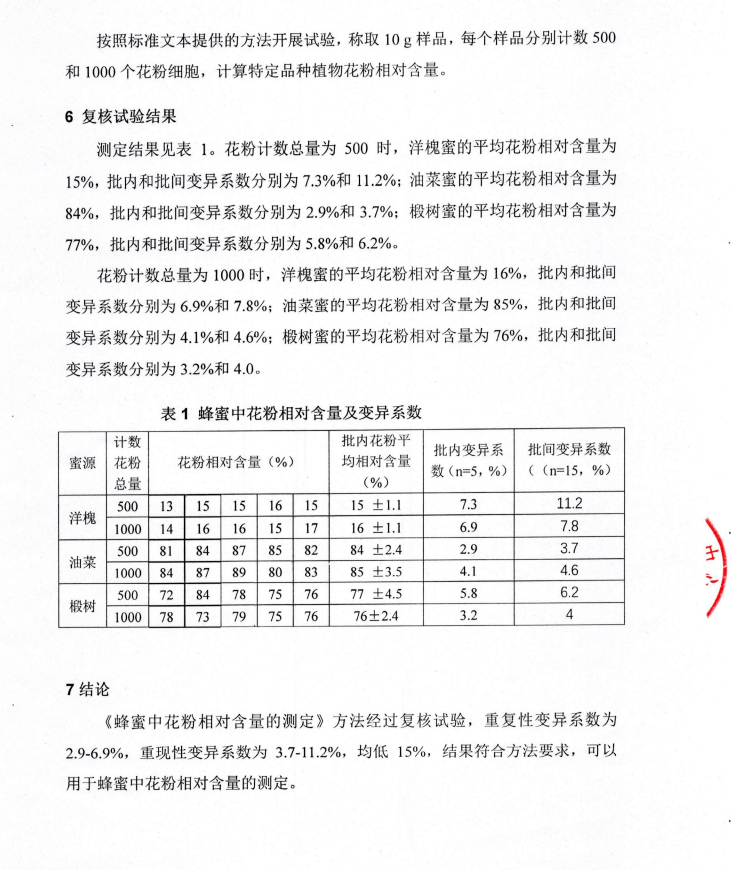 按照标准文本提供的方法开展试验，称取 10 g 样品，每个样品分别计数 500
和 1000 个花粉细胞，计算特定品种植物花粉相对含量。
6 复核试验结果
测定结果见表 1。花粉计数总量为 500 时，洋槐蜜的平均花粉相对含量为
15%，批内和批间变异系数分别为 7.3%和 11.2%；油菜蜜的平均花粉相对含量为
84%，批内和批间变异系数分别为 2.9%和 3.7%；椴树蜜的平均花粉相对含量为
77%，批内和批间变异系数分别为 5.8%和 6.2%。
花粉计数总量为 1000 时，洋槐蜜的平均花粉相对含量为 16%，批内和批间
变异系数分别为 6.9%和 7.8%；油菜蜜的平均花粉相对含量为 85%，批内和批间
变异系数分别为 4.1%和 4.6%；椴树蜜的平均花粉相对含量为 76%，批内和批间
变异系数分别为 3.2%和 4.0。
表 1 蜂蜜中花粉相对含量及变异系数
蜜源 计数花粉总量 花粉相对含量（%） 批内花粉平均相对含量（%） 批内变异系数（n=5，%） 批间变异系数（（n=15，%）
洋槐 500 13 15 15 16 15 15 ±1.1 7.3 11.2
1000 14 16 16 15 17 16 ±1.1 6.9 7.8
油菜 500 81 84 87 85 82 84 ±2.4 2.9 3.7
1000 84 87 89 80 83 85 ±3.5 4.1 4.6
椴树 500 72 84 78 75 76 77 ±4.5 5.8 6.2
1000 78 73 79 75 76 76±2.4 3.2 4
7 结论
《蜂蜜中花粉相对含量的测定》方法经过复核试验，重复性变异系数为
2.9-6.9%，重现性变异系数为 3.7-11.2%，均低 15%，结果符合方法要求，可以
用于蜂蜜中花粉相对含量的测定。